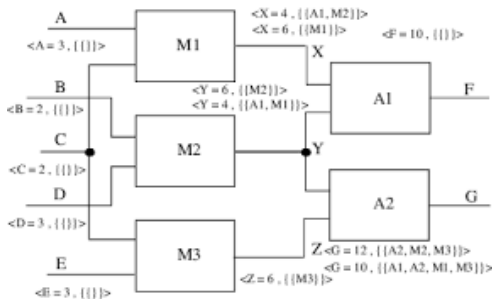 A
<A = 3 , {{}}>
M1
<X = 4 , {{A1, M2}}>
<X = 6 , {{M1}}>
X
<F = 10 , {{}}>
F
A1
B
<B = 2 , {{}}>
<Y = 6 , {{M2}}>
<Y = 4 , {{A1, M1}}>
C
<C = 2 , {{}}>
M2
Y
D
<D = 3 , {{}}>
A2
G
M3
E
<E = 3 , {{}}>
Z
<Z = 6 , {{M3}}>
<G = 12 , {{A2, M2, M3}}>
<G = 10 , {{A1, A2, M1, M3}}>